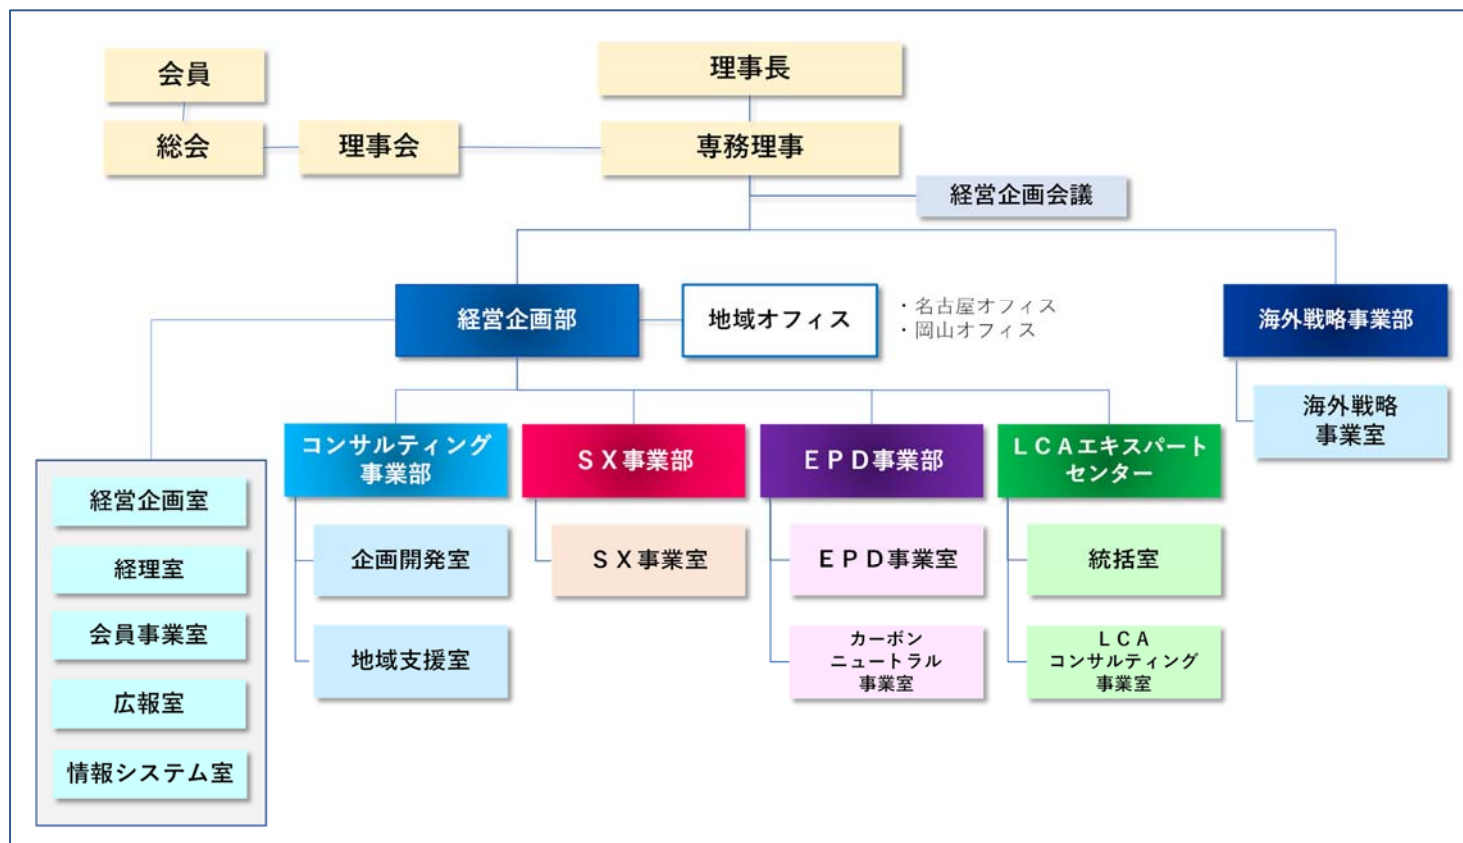 会員
理事長
総会
理事会
専務理事
経営企画会議
経営企画部
地域オフィス
・名古屋オフィス
・岡山オフィス
海外戦略事業部
海外戦略
事業室
コンサルティング
事業部
ＳＸ事業部
ＥＰＤ事業部
ＬＣＡエキスパート
センター
経営企画室
経理室
会員事業室
広報室
情報システム室
企画開発室
地域支援室
ＳＸ事業室
ＥＰＤ事業室
カーボン
ニュートラル
事業室
統括室
ＬＣＡ
コンサルティング
事業室